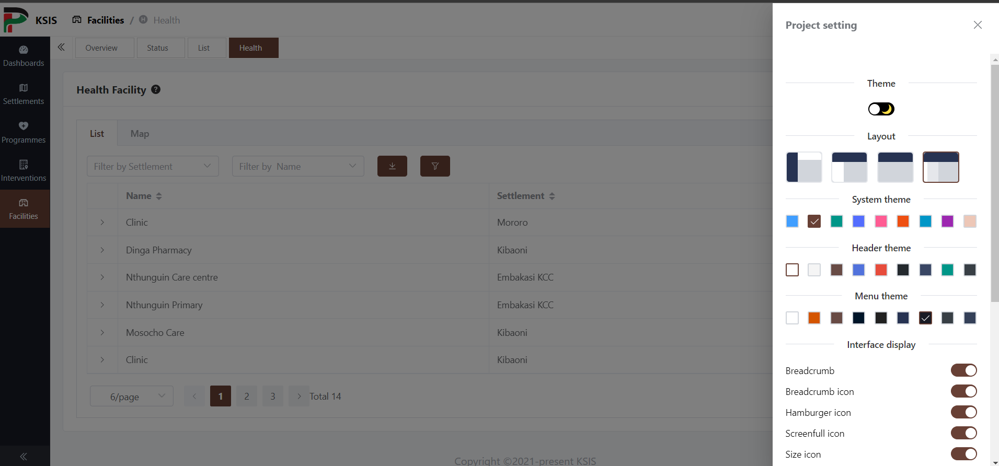 KSIS Facilities / H Health
Project setting
Overview Status List Health
Dashboards
Settlements
Programmes
Interventions
Facilities
Health Facility ?
List Map
Filter by Settlement Filter by Name
Name Settlement
Clinic Mororo
Dinga Pharmacy Kibaoni
Nthunguin Care centre Embakasi KCC
Nthunguin Primary Embakasi KCC
Mosocho Care Kibaoni
Clinic Kibaoni
6/page 1 2 3 Total 14
Copyright ©2021-present KSIS
Theme
Layout
System theme
Header theme
Menu theme
Interface display
Breadcrumb
Breadcrumb icon
Hamburger icon
Screenfull icon
Size icon